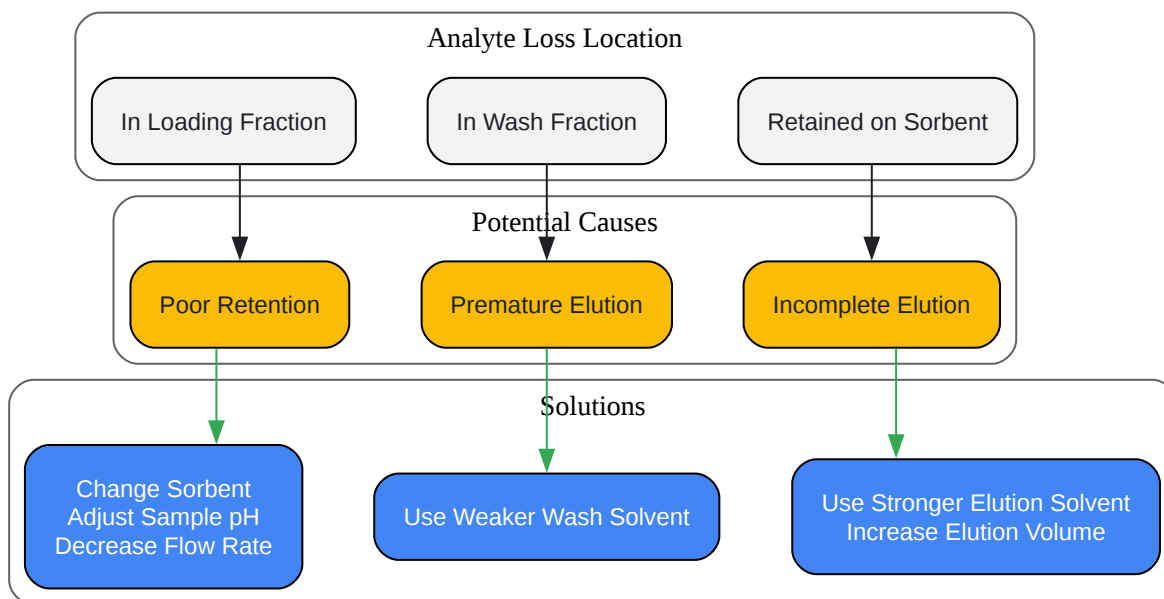 Analyte Loss Location
In Loading Fraction
In Wash Fraction
Retained on Sorbent
Potential Causes
Poor Retention
Premature Elution
Incomplete Elution
Solutions
Change Sorbent
Adjust Sample pH
Decrease Flow Rate
Use Weaker Wash Solvent
Use Stronger Elution Solvent
Increase Elution Volume